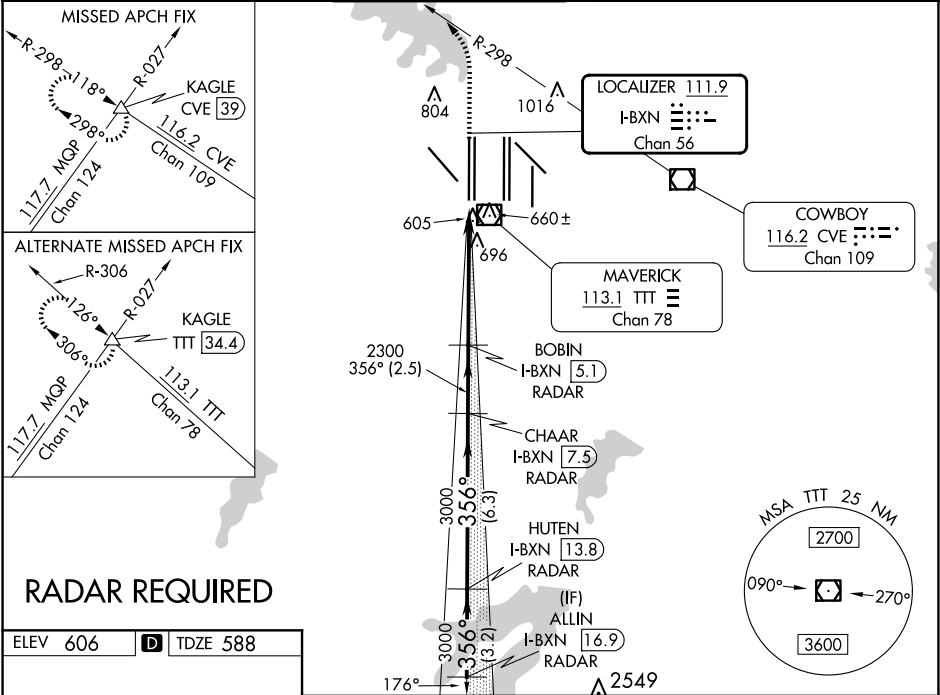 MISSED APCH FIX
R-298
118°
R-027
KAGLE
CVE 39
298°
116.2 CVE
Chan 109
117.7 MQP
Chan 124
ALTERNATE MISSED APCH FIX
R-306
126°
R-027
KAGLE
TTT 34.4
306°
113.1 TTT
Chan 78
117.7 MQP
Chan 124
RADAR REQUIRED
ELEV 606 D TDZE 588
R-298
804
1016
LOCALIZER 111.9
I-BXN
Chan 56
COWBOY
116.2 CVE
Chan 109
605
660±
696
MAVERICK
113.1 TTT
Chan 78
2300
356° (2.5)
BOBIN
I-BXN 5.1
RADAR
CHAAR
I-BXN 7.5
RADAR
3000
356°
(6.3)
HUTEN
I-BXN 13.8
RADAR
(IF)
ALLIN
I-BXN 16.9
RADAR
3000
356°
(3.2)
176°
2549
MSA TTT 25 NM
2700
090°
270°
3600